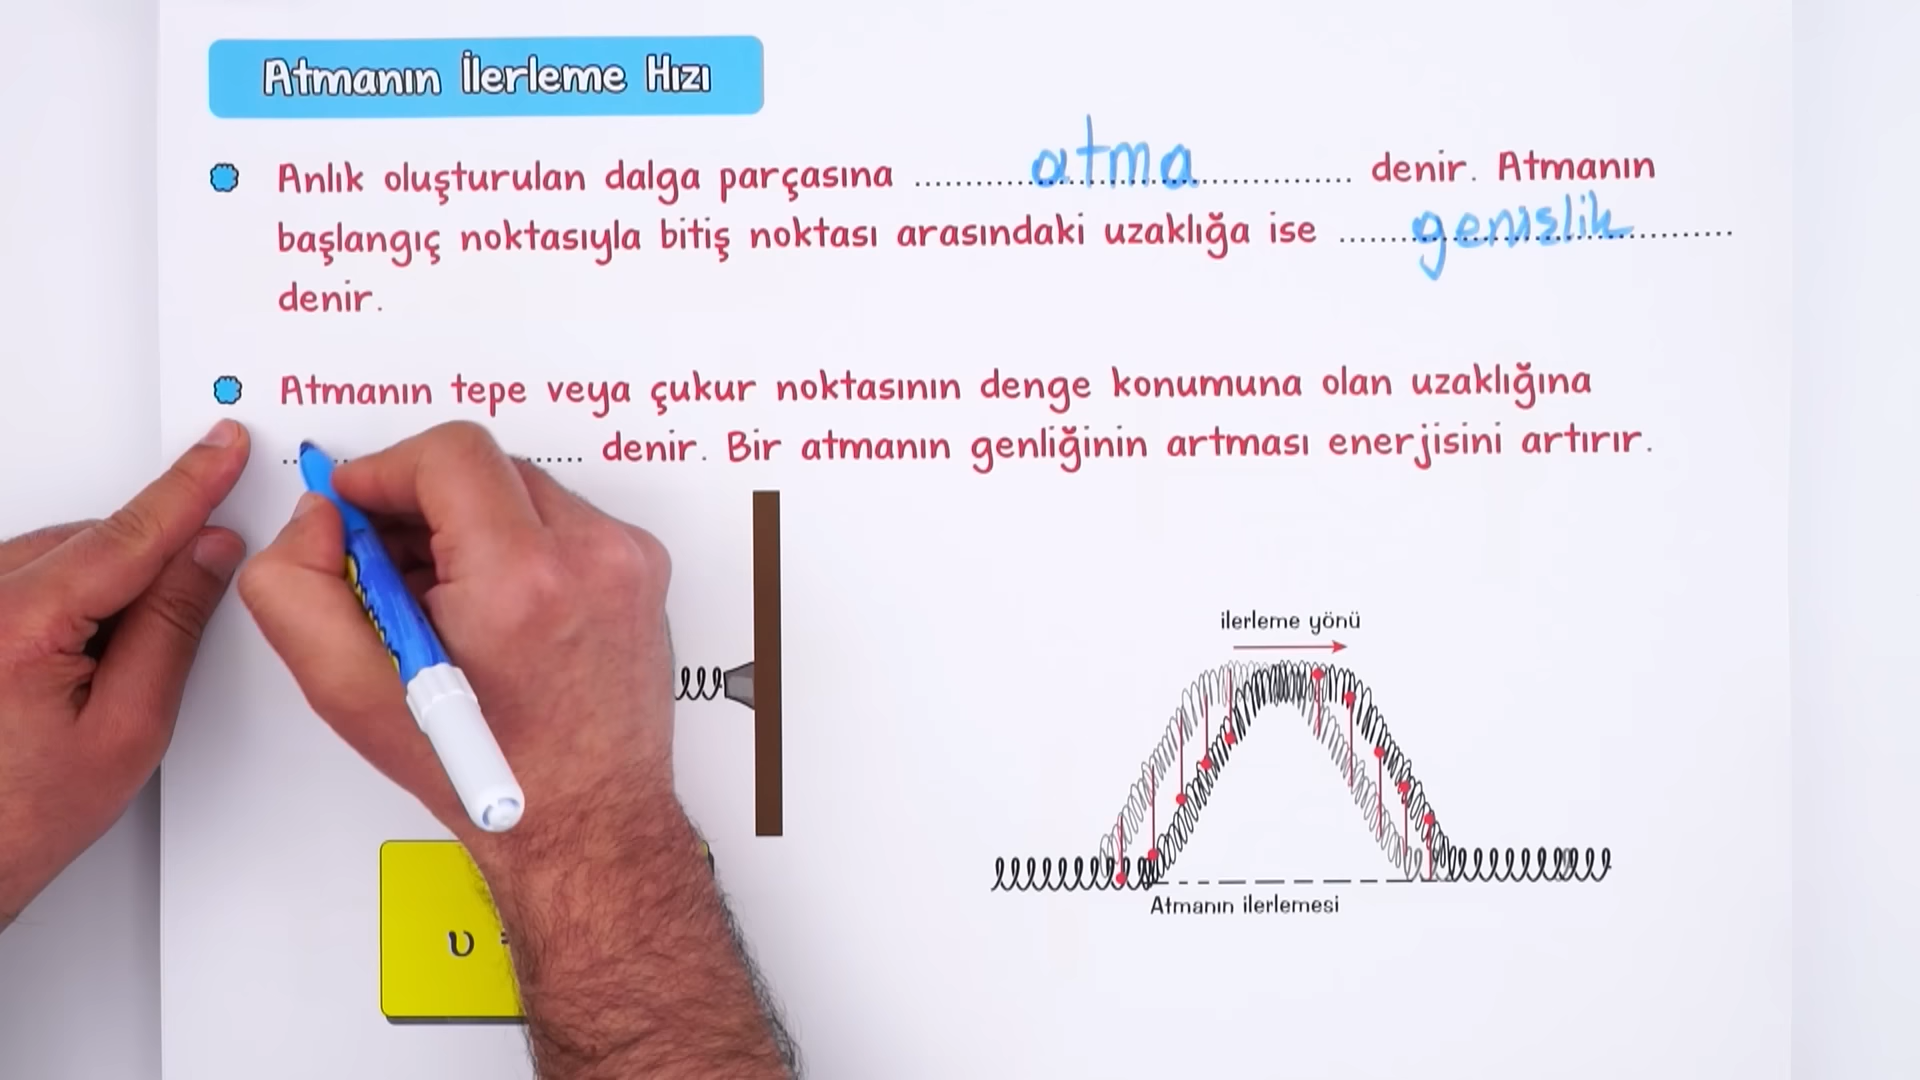 Atmanın İlerleme Hızı
Anlık oluşturulan dalga parçasına atma denir. Atmanın
başlangıç noktasıyla bitiş noktası arasındaki uzaklığa ise genişlik
denir.
Atmanın tepe veya çukur noktasının denge konumuna olan uzaklığına
denir. Bir atmanın genliğinin artması enerjisini artırır.
ilerleme yönü
Atmanın ilerlemesi
υ